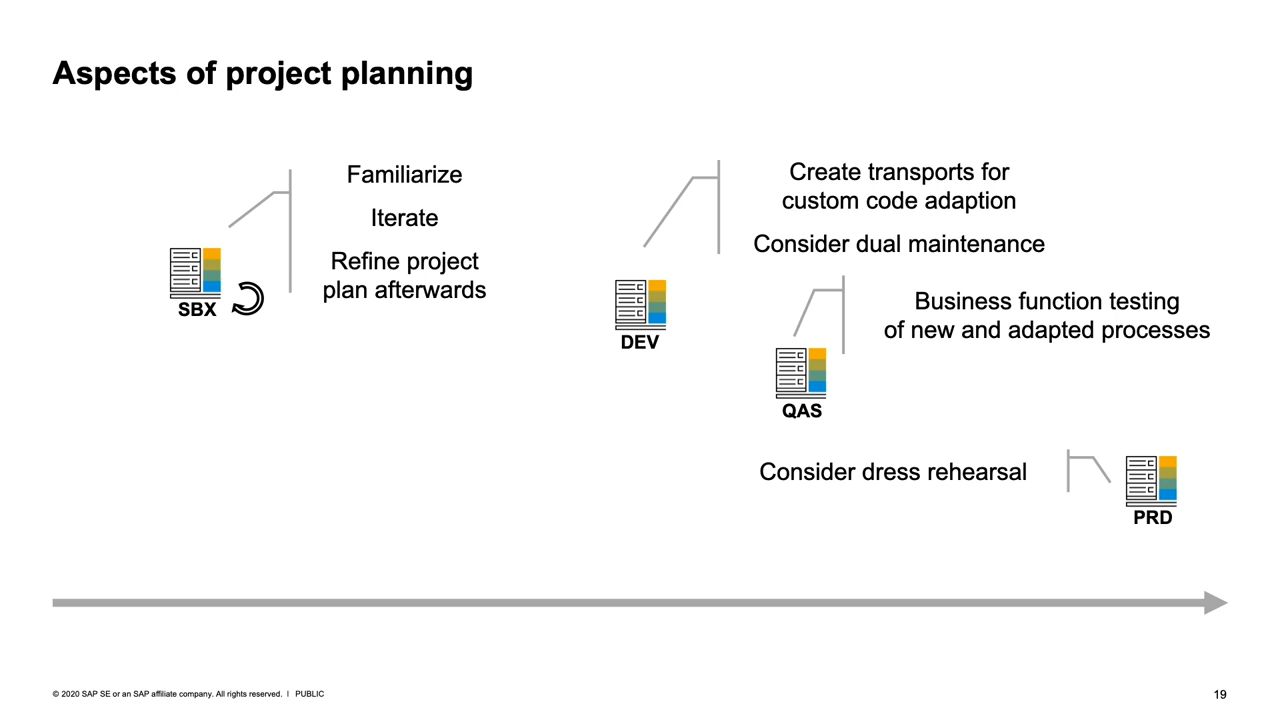 Aspects of project planning
Familiarize
Iterate
Refine project
plan afterwards
SBX
Create transports for
custom code adaption
Consider dual maintenance
DEV
Business function testing
of new and adapted processes
QAS
Consider dress rehearsal
PRD
© 2020 SAP SE or an SAP affiliate company. All rights reserved. ׀ PUBLIC
19